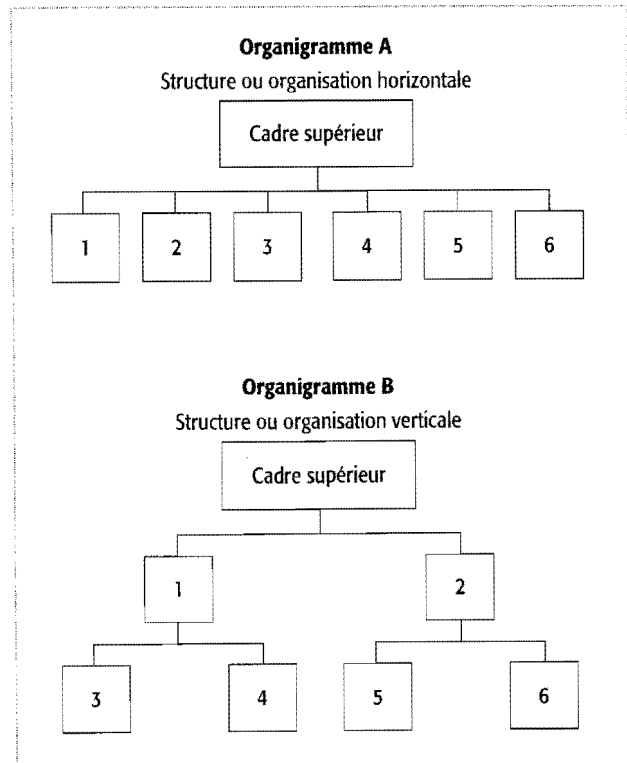 Organigramme A
Structure ou organisation horizontale
Cadre supérieur
1 2 3 4 5 6
Organigramme B
Structure ou organisation verticale
Cadre supérieur
1 2
3 4 5 6